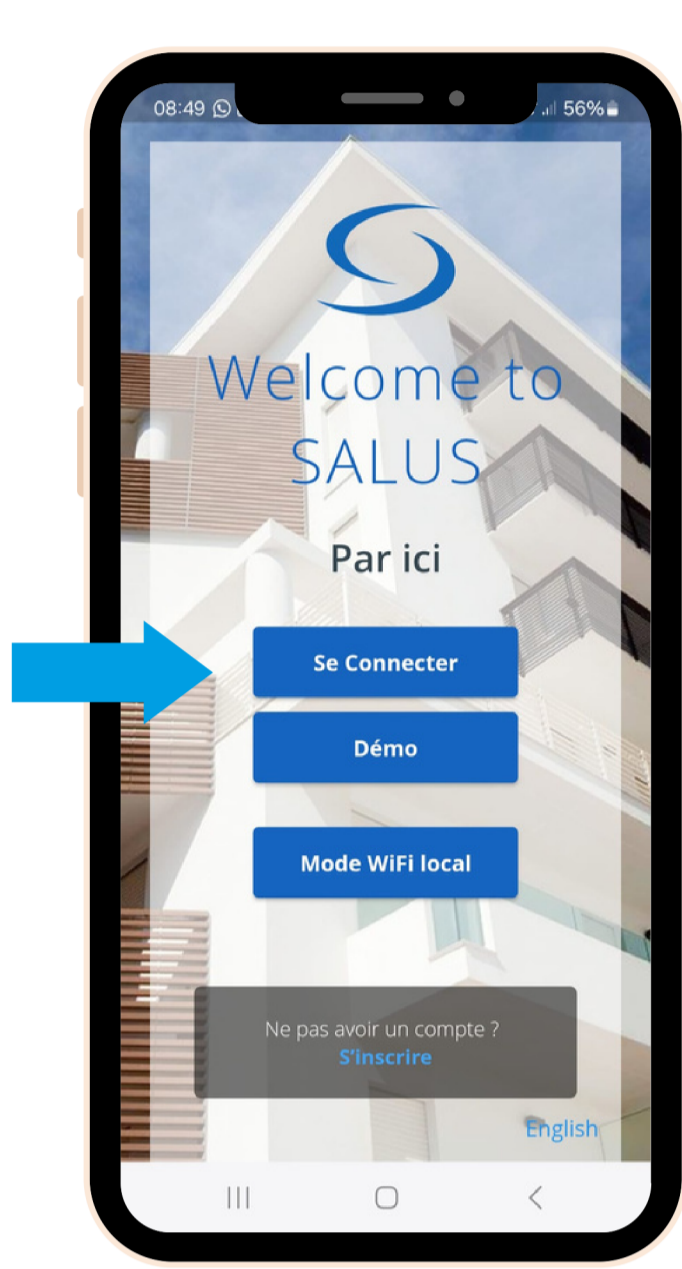 08:49
56%
Welcome to
SALUS
Par ici
Se Connecter
Démo
Mode WiFi local
Ne pas avoir un compte ?
S'inscrire
English